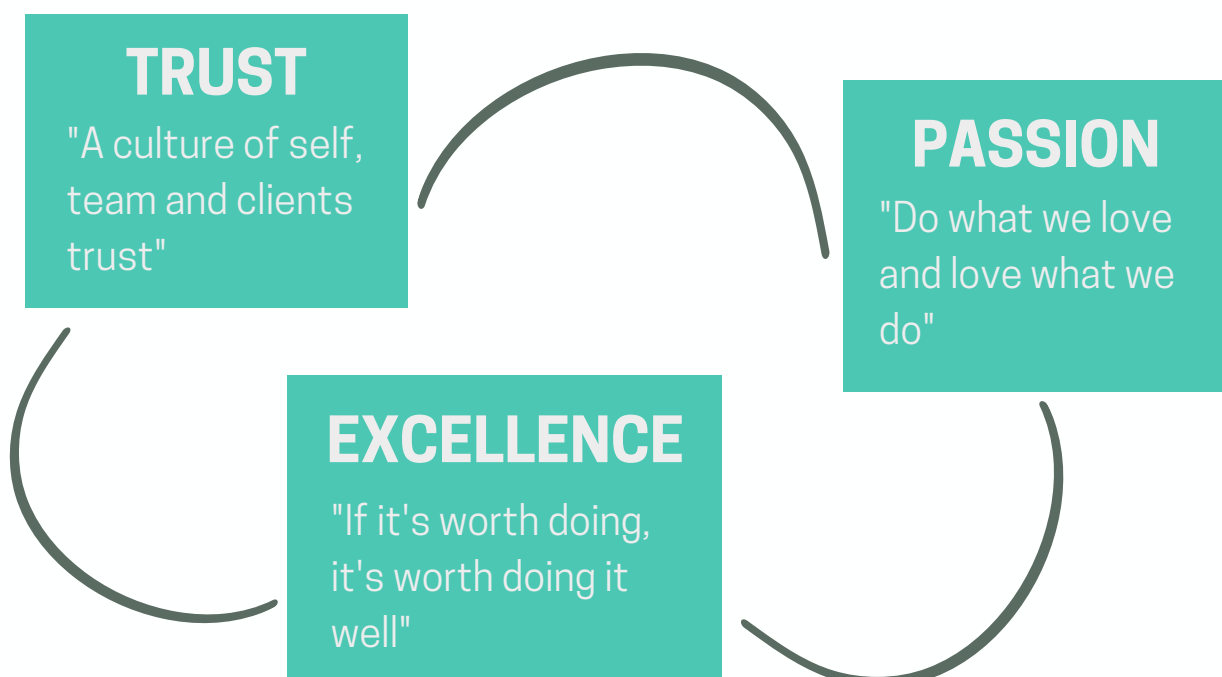 TRUST
"A culture of self,
team and clients
trust"
PASSION
"Do what we love
and love what we
do"
EXCELLENCE
"If it's worth doing,
it's worth doing it
well"